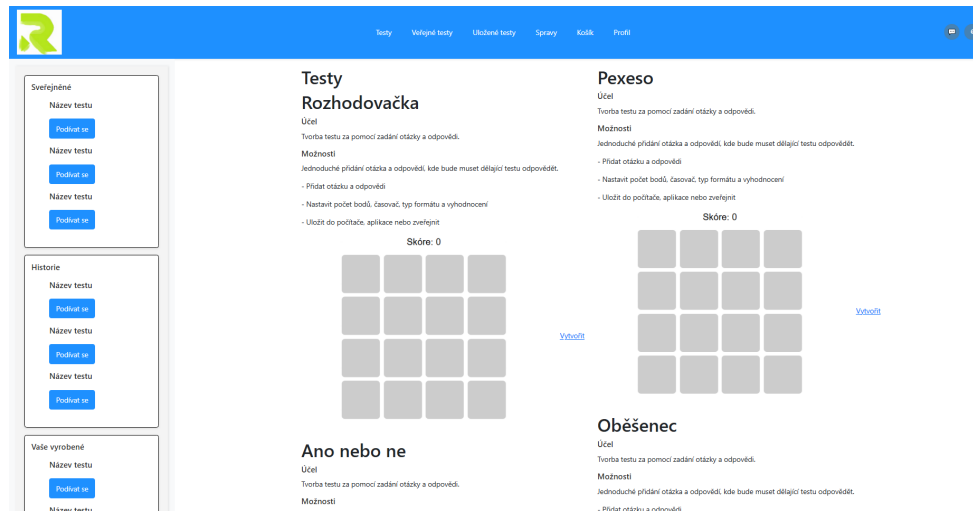 Testy Veřejné testy Uložené testy Spravy Košík Profil
Sveřejněné
Název testu
Podívat se
Název testu
Podívat se
Název testu
Podívat se
Historie
Název testu
Podívat se
Název testu
Podívat se
Název testu
Podívat se
Vaše vyrobené
Název testu
Podívat se
Název testu
Testy
Rozhodovačka
Účel
Tvorba testu za pomocí zadání otázky a odpovědi.
Možnosti
Jednoduché přidání otázka a odpovědí, kde bude muset dělající testu odpovědět.
- Přidat otázku a odpovědi
- Nastavit počet bodů, časovač, typ formátu a vyhodnocení
- Uložit do počítače, aplikace nebo zveřejnit
Skóre: 0
Vytvořit
Ano nebo ne
Účel
Tvorba testu za pomocí zadání otázky a odpovědi.
Možnosti
Pexeso
Účel
Tvorba testu za pomocí zadání otázky a odpovědi.
Možnosti
Jednoduché přidání otázka a odpovědí, kde bude muset dělající testu odpovědět.
- Přidat otázku a odpovědi
- Nastavit počet bodů, časovač, typ formátu a vyhodnocení
- Uložit do počítače, aplikace nebo zveřejnit
Skóre: 0
Vytvořit
Oběšenec
Účel
Tvorba testu za pomocí zadání otázky a odpovědi.
Možnosti
Jednoduché přidání otázka a odpovědí, kde bude muset dělající testu odpovědět.
- Přidat otázku a odpovědi